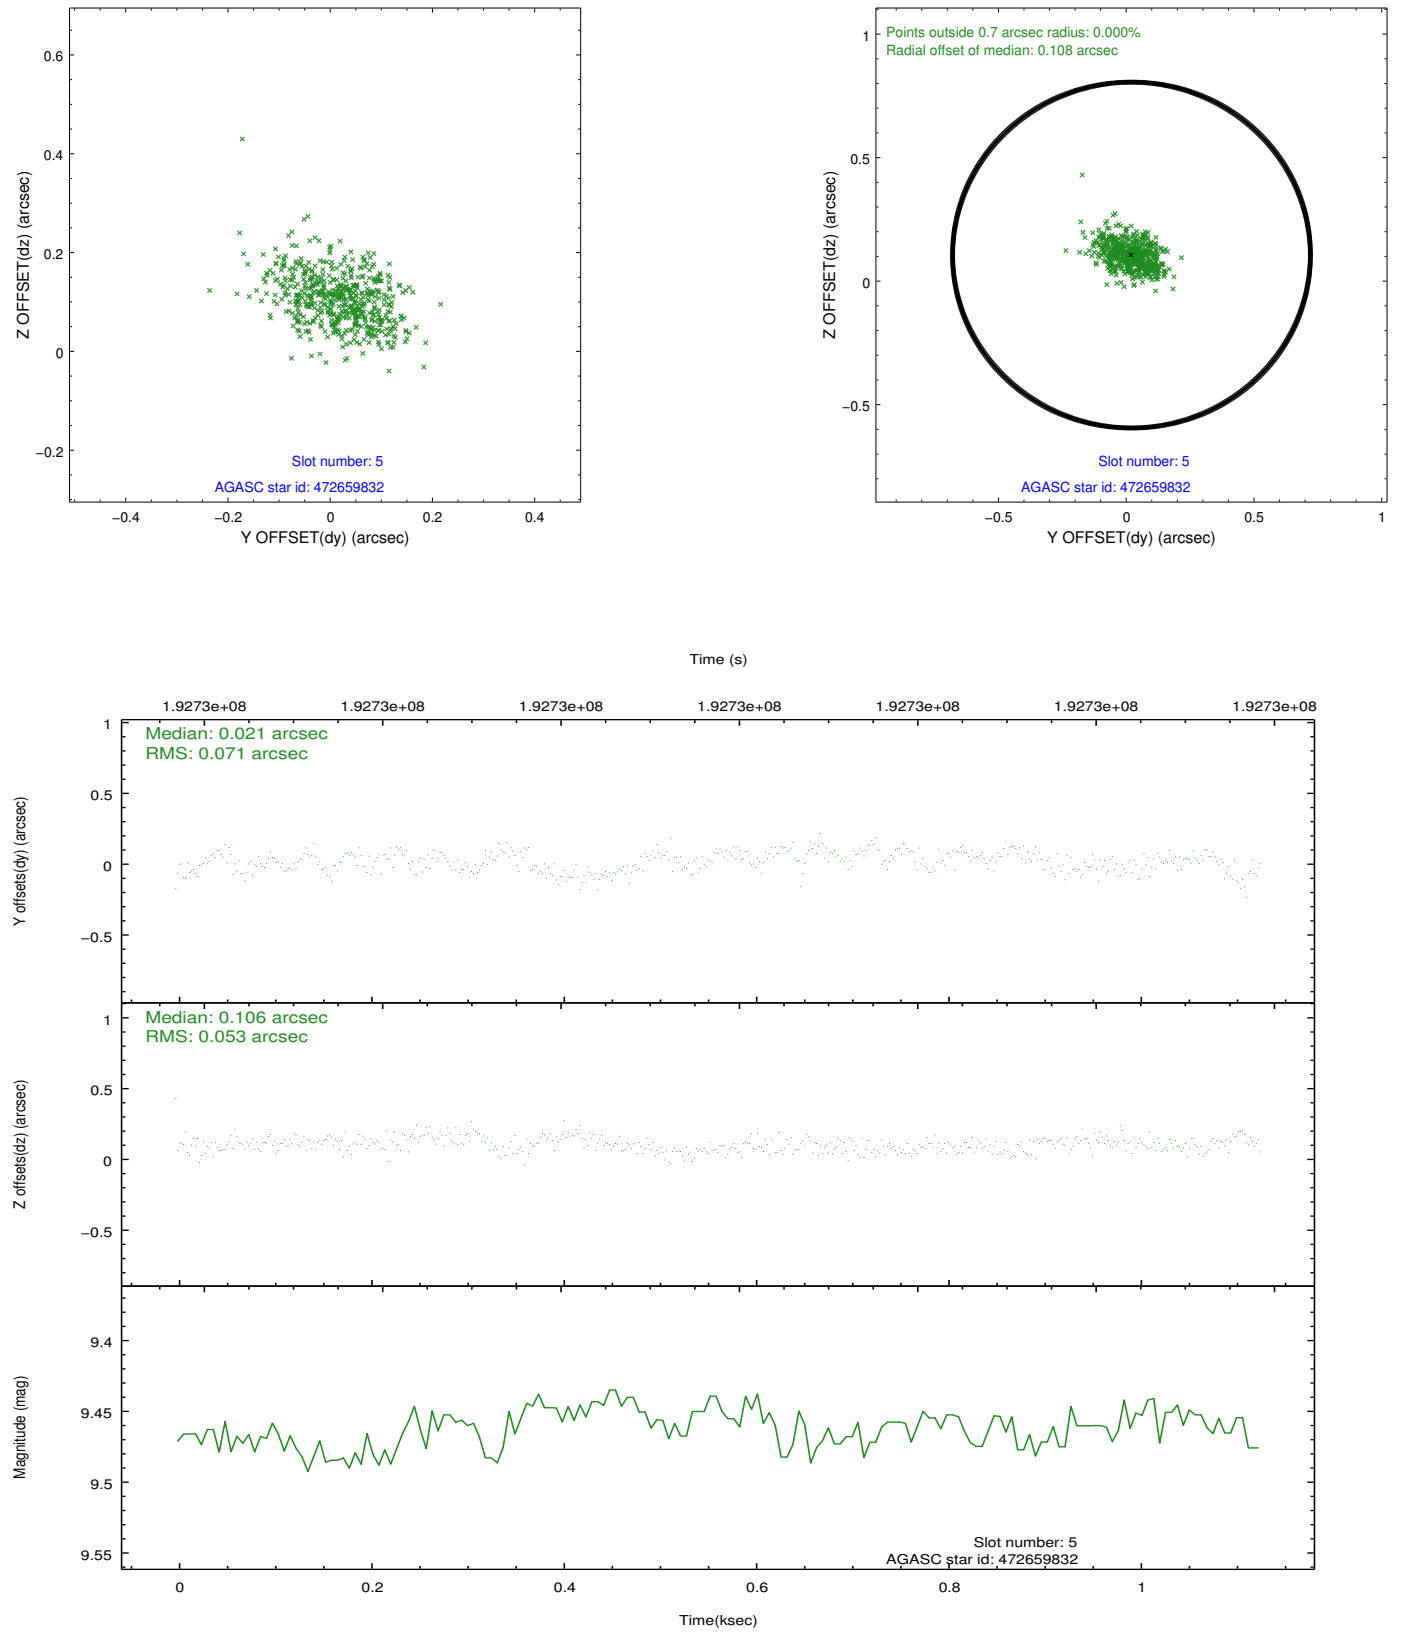 0.6
0.4
0.2
0
−0.2
Z OFFSET(dz) (arcsec)
Slot number: 5
AGASC star id: 472659832
−0.4
−0.2
0
0.2
0.4
Y OFFSET(dy) (arcsec)
Points outside 0.7 arcsec radius: 0.000%
Radial offset of median: 0.108 arcsec
1
0.5
0
−0.5
Z OFFSET(dz) (arcsec)
Slot number: 5
AGASC star id: 472659832
−0.5
0
0.5
1
Y OFFSET(dy) (arcsec)
Time (s)
1.9273e+08 1.9273e+08 1.9273e+08 1.9273e+08 1.9273e+08 1.9273e+08 1.9273e+08
Median: 0.021 arcsec
RMS: 0.071 arcsec
1
0.5
0
−0.5
Y offsets(dy) (arcsec)
Median: 0.106 arcsec
RMS: 0.053 arcsec
1
0.5
0
−0.5
Z offsets(dz) (arcsec)
9.4
9.45
9.5
9.55
Magnitude (mag)
Slot number: 5
AGASC star id: 472659832
0 0.2 0.4 0.6 0.8 1
Time(ksec)